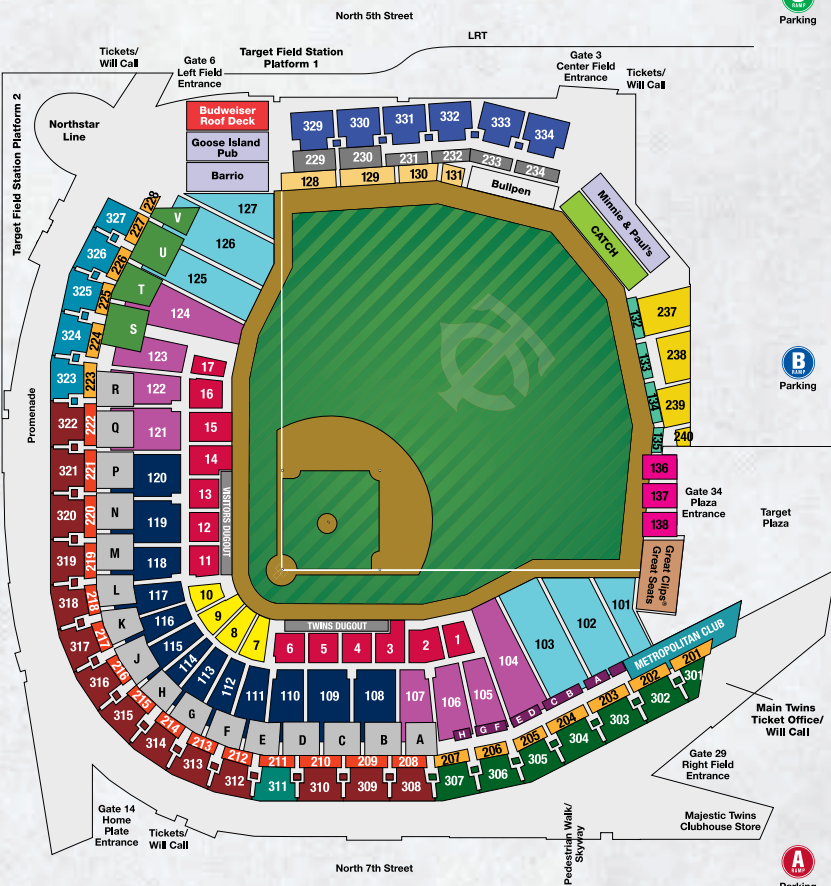 North 5th Street
RAMP
Parking
LRT
Tickets/
Will Call
Gate 6
Left Field
Entrance
Target Field Station
Platform 1
Gate 3
Center Field
Entrance
Tickets/
Will Call
Target Field Station Platform 2
Northstar
Line
Budweiser
Roof Deck
Goose Island
Pub
Barrio
329
330
331
332
333
334
229
230
231
232
233
234
128
129
130
131
Bullpen
CATCH
Minnie & Paul's
327
326
325
324
323
228
227
226
225
224
223
V
U
T
S
127
126
125
124
123
122
121
17
16
15
14
13
12
11
132
133
134
135
237
238
239
240
B
RAMP
Parking
Promenade
R
Q
P
N
M
L
K
J
H
G
F
E
D
C
B
A
322
321
320
319
318
317
316
315
314
313
312
311
310
309
308
222
221
220
219
218
217
216
215
214
213
212
211
210
209
208
120
119
118
117
116
115
114
113
112
111
110
109
108
107
106
105
104
103
102
101
VISITORS DUGOUT
10
9
8
7
TWINS DUGOUT
6
5
4
3
2
1
136
137
138
Gate 34
Plaza
Entrance
Target
Plaza
Great Clips®
Great Seats
METROPOLITAN CLUB
H
G
F
E
D
C
B
A
207
206
205
204
203
202
201
307
306
305
304
303
302
301
Main Twins
Ticket Office/
Will Call
Gate 29
Right Field
Entrance
Majestic Twins
Clubhouse Store
Gate 14
Home
Plate
Entrance
Tickets/
Will Call
North 7th Street
Pedestrian Walk/
Skyway
A
RAMP
Parking